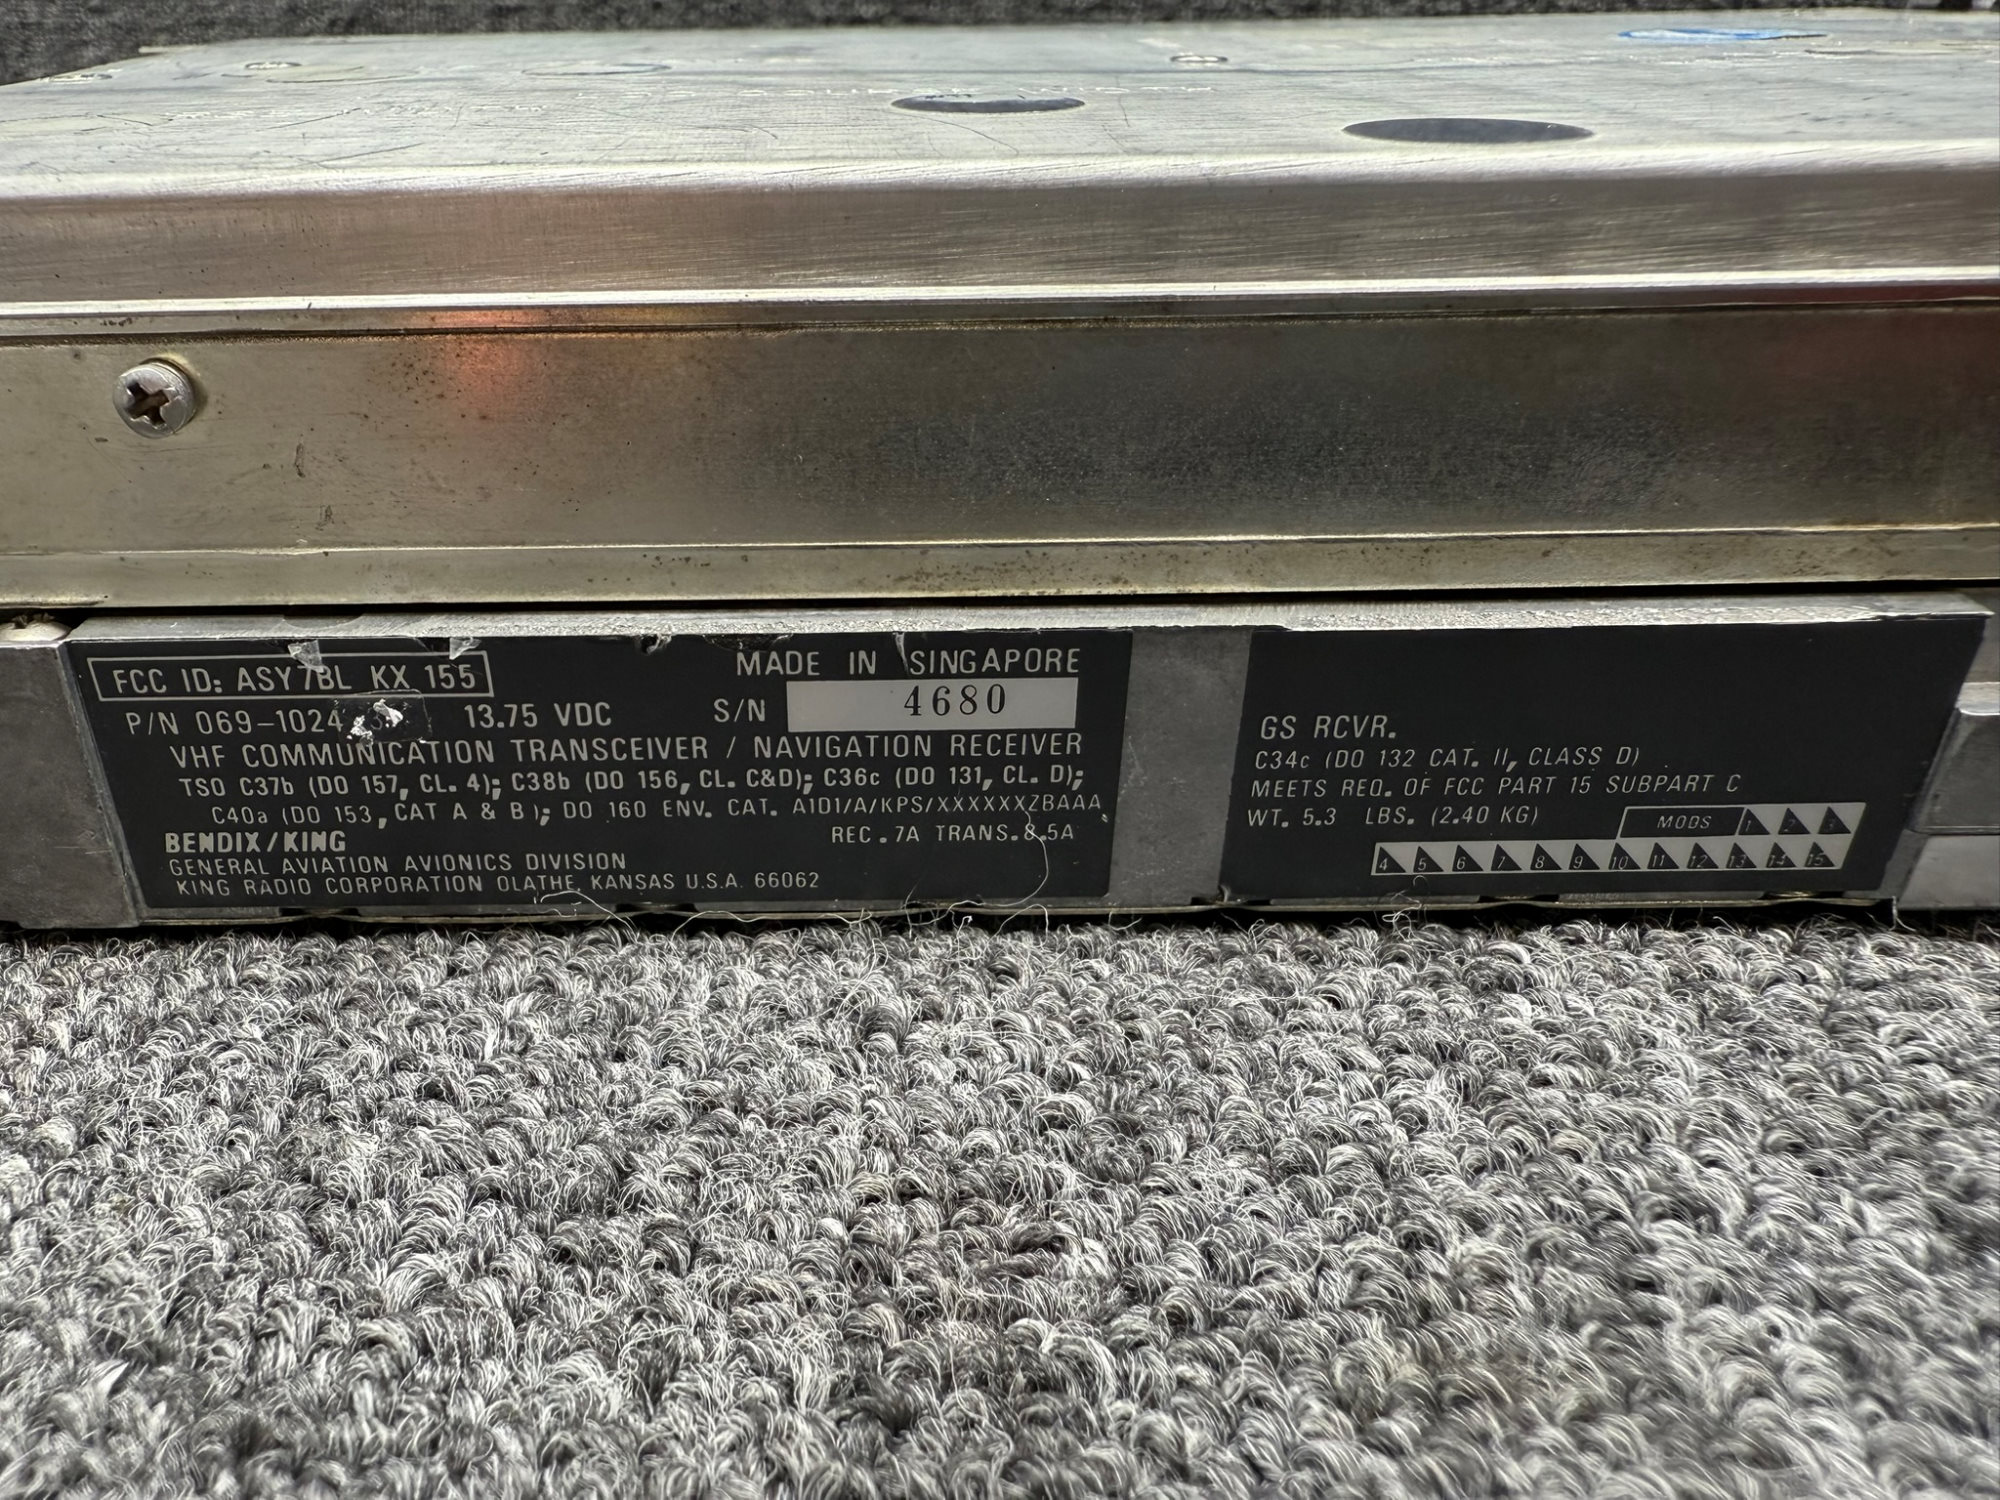 FCC ID: ASY7BL KX 155
MADE IN SINGAPORE
P/N 069-1024
13.75 VDC
S/N 4680
VHF COMMUNICATION TRANSCEIVER / NAVIGATION RECEIVER
TSO C37b (DO 157, CL. 4); C38b (DO 156, CL. C&D); C36c (DO 131, CL. D);
C40a (DO 153, CAT A & B); DO 160 ENV. CAT. A1D1/A/KPS/XXXXXXZBAAA
REC. .7A TRANS. 8.5A
BENDIX/KING
GENERAL AVIATION AVIONICS DIVISION
KING RADIO CORPORATION OLATHE, KANSAS U.S.A. 66062
GS RCVR.
C34c (DO 132 CAT. II, CLASS D)
MEETS REQ. OF FCC PART 15 SUBPART C
WT. 5.3 LBS. (2.40 KG)
MODS 1 2 3
4 5 6 7 8 9 10 11 12 13 14 15